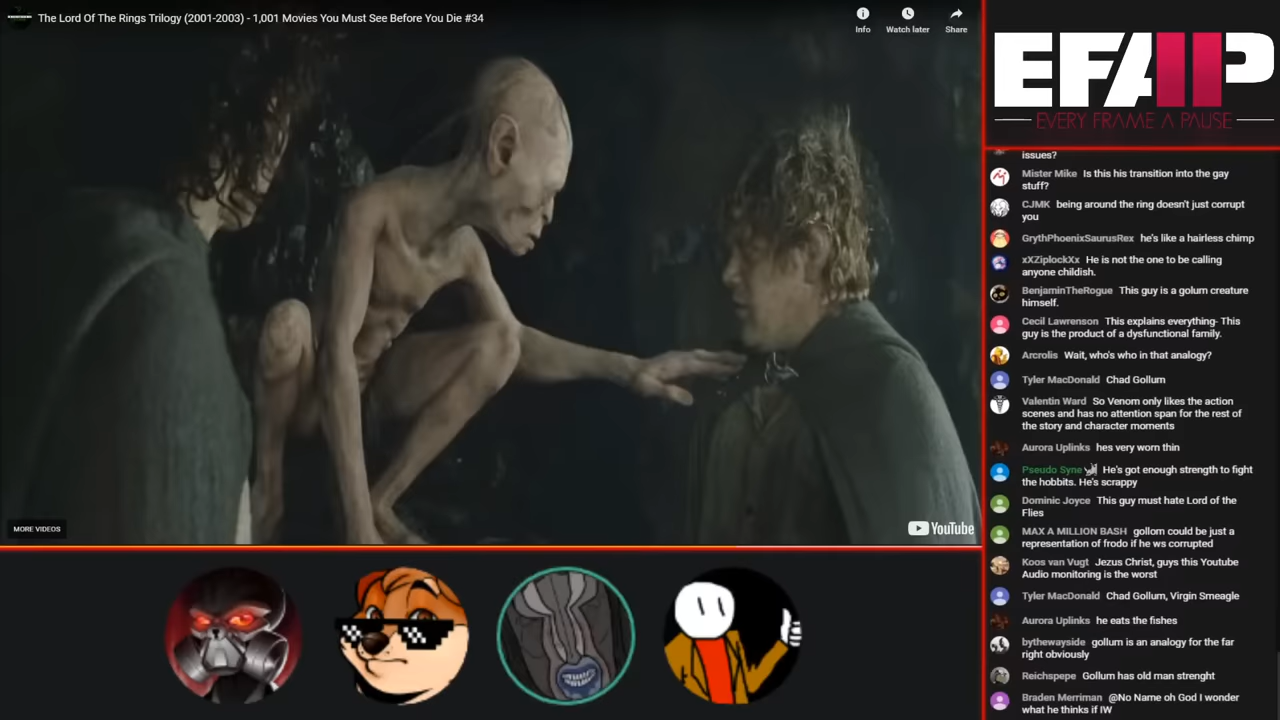 The Lord Of The Rings Trilogy (2001-2003) - 1,001 Movies You Must See Before You Die #34
Info
Watch later
Share
MORE VIDEOS
YouTube
EFAP
EVERY FRAME A PAUSE
issues?
Mister Mike Is this his transition into the gay
stuff?
CJMK being around the ring doesn't just corrupt
you
GrythPhoenixSaurusRex he's like a hairless chimp
xXZiplockXx He is not the one to be calling
anyone childish.
BenjaminTheRogue This guy is a golum creature
himself.
Cecil Lawrenson This explains everything- This
guy is the product of a dysfunctional family.
Arcrolis Wait, who's who in that analogy?
Tyler MacDonald Chad Gollum
Valentin Ward So Venom only likes the action
scenes and has no attention span for the rest of
the story and character moments
Aurora Uplinks hes very worn thin
Pseudo Syne He's got enough strength to fight
the hobbits. He's scrappy
Dominic Joyce This guy must hate Lord of the
Flies
MAX A MILLION BASH gollom could be just a
representation of frodo if he ws corrupted
Koos van Vugt Jezus Christ, guys this Youtube
Audio monitoring is the worst
Tyler MacDonald Chad Gollum, Virgin Smeagle
Aurora Uplinks he eats the fishes
bythewayside gollum is an analogy for the far
right obviously
Reichspepe Gollum has old man strenght
Braden Merriman @No Name oh God I wonder
what he thinks if IW